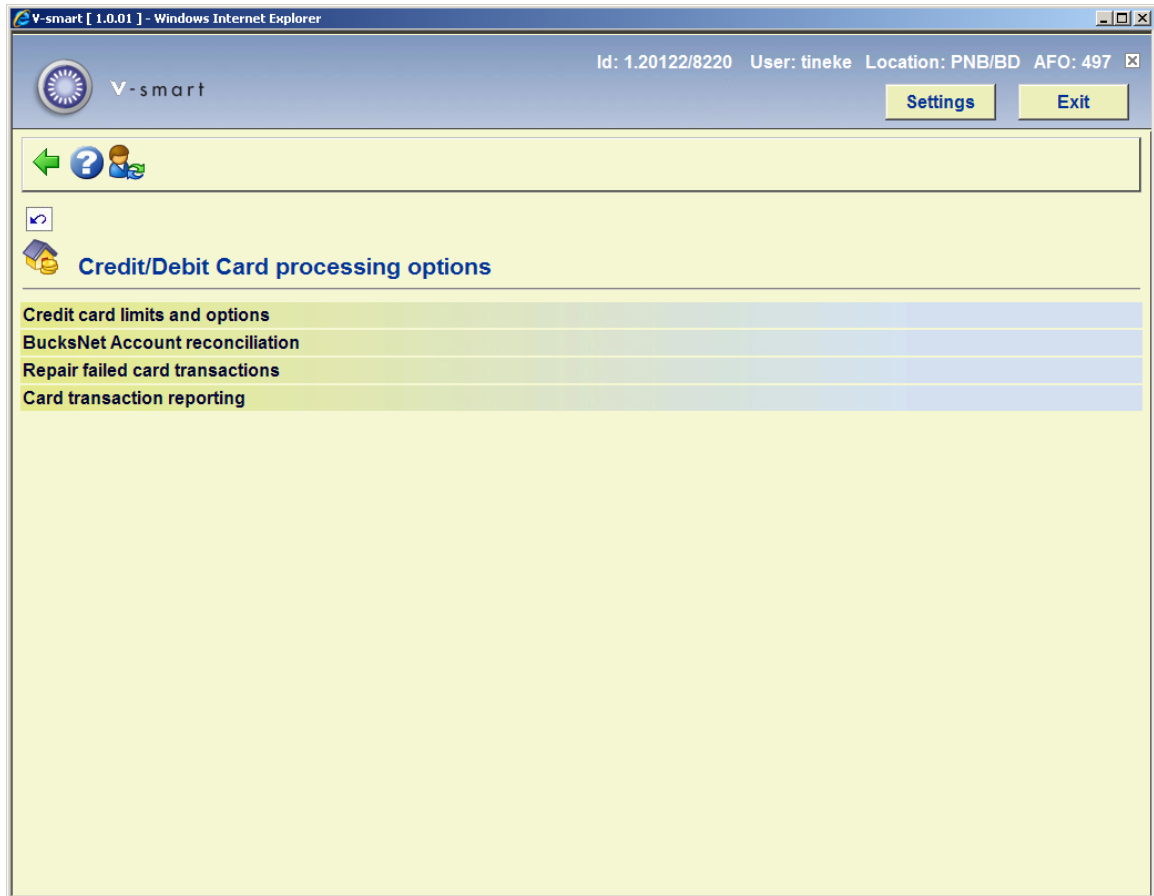 V-smart [ 1.0.01 ] - Windows Internet Explorer
Id: 1.20122/8220 User: tineke Location: PNB/BD AFO: 497
V-smart
Settings Exit
?
Credit/Debit Card processing options
Credit card limits and options
BucksNet Account reconciliation
Repair failed card transactions
Card transaction reporting